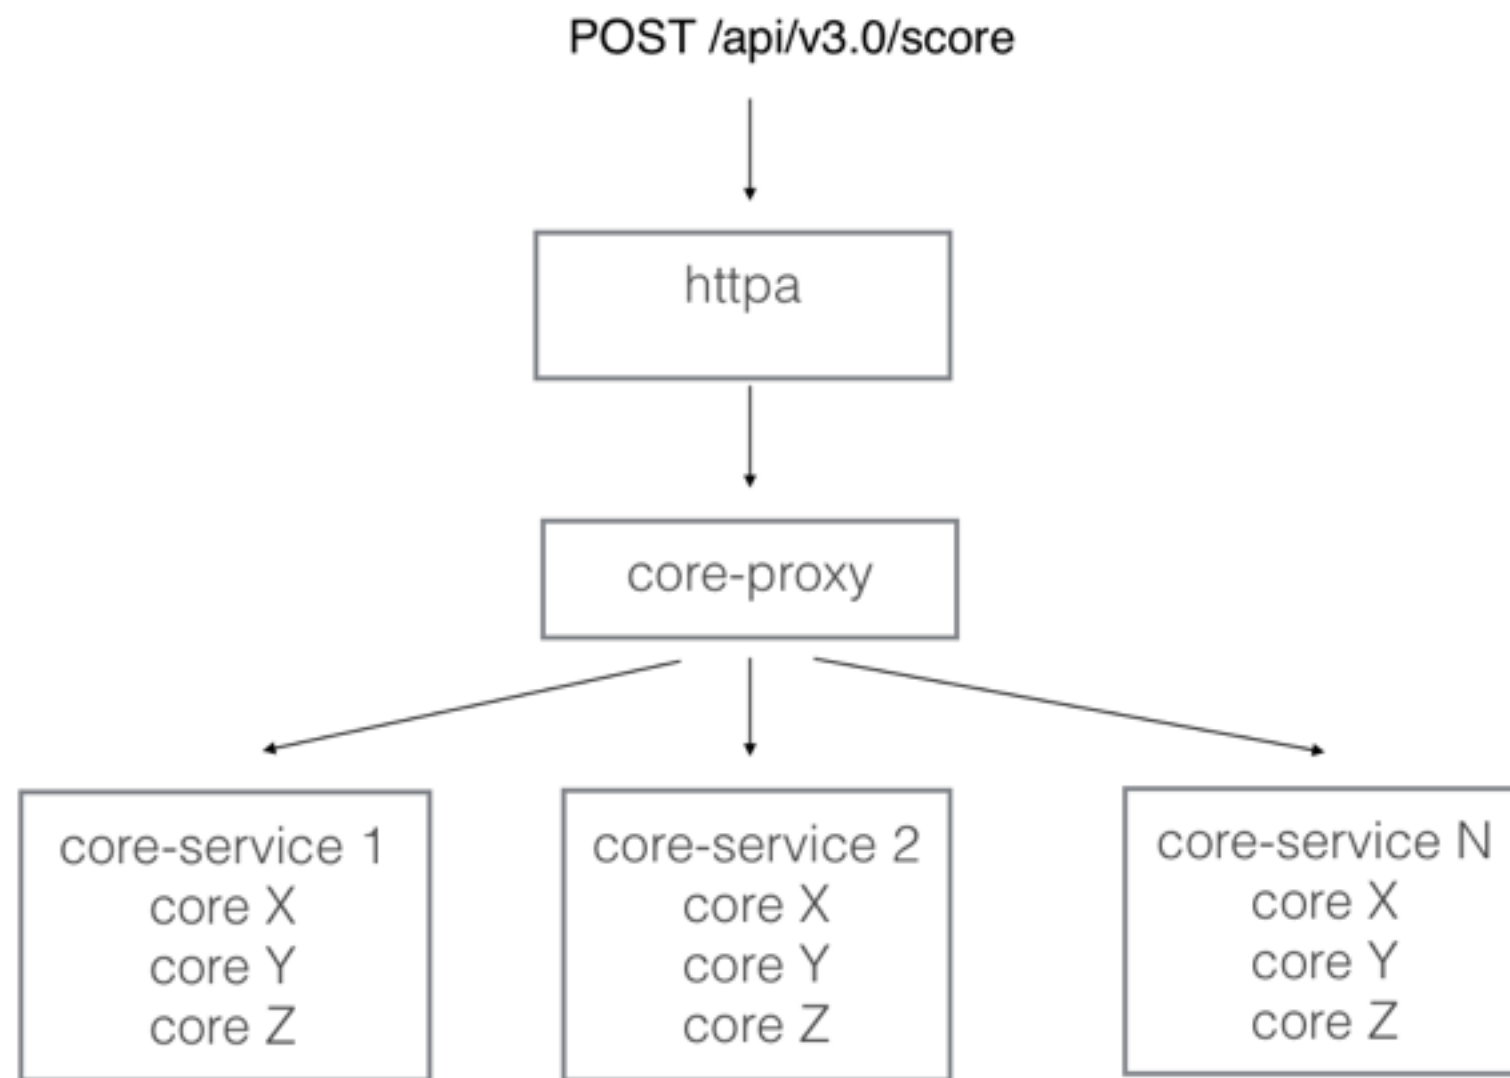 POST /api/v3.0/score
httpa
core-proxy
core-service 1
core X
core Y
core Z
core-service 2
core X
core Y
core Z
core-service N
core X
core Y
core Z